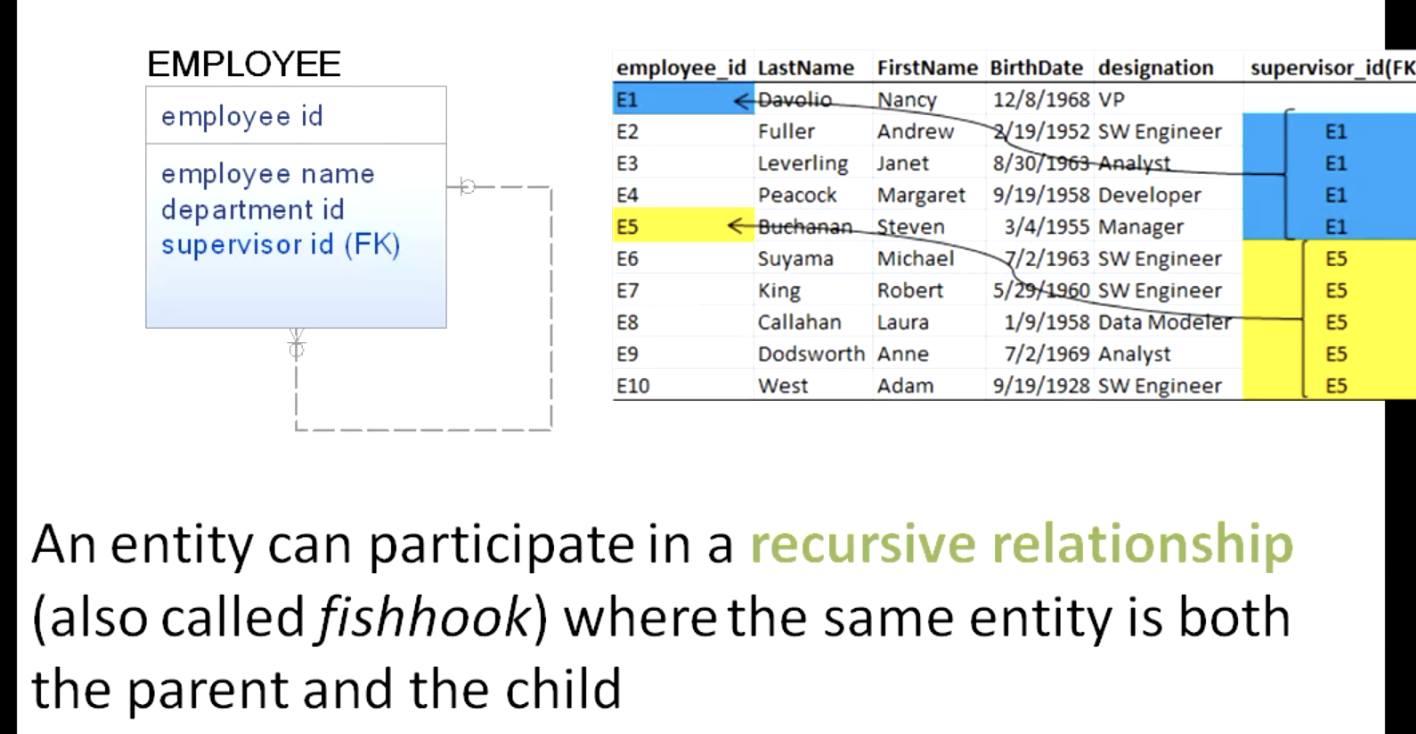 EMPLOYEE
employee id
employee name
department id
supervisor id (FK)
employee_id LastName FirstName BirthDate designation supervisor_id(FK
E1 Davolio Nancy 12/8/1968 VP
E2 Fuller Andrew 2/19/1952 SW Engineer E1
E3 Leverling Janet 8/30/1963 Analyst E1
E4 Peacock Margaret 9/19/1958 Developer E1
E5 Buchanan Steven 3/4/1955 Manager E1
E6 Suyama Michael 7/2/1963 SW Engineer E5
E7 King Robert 5/29/1960 SW Engineer E5
E8 Callahan Laura 1/9/1958 Data Modeler E5
E9 Dodsworth Anne 7/2/1969 Analyst E5
E10 West Adam 9/19/1928 SW Engineer E5
An entity can participate in a recursive relationship
(also called fishhook) where the same entity is both
the parent and the child